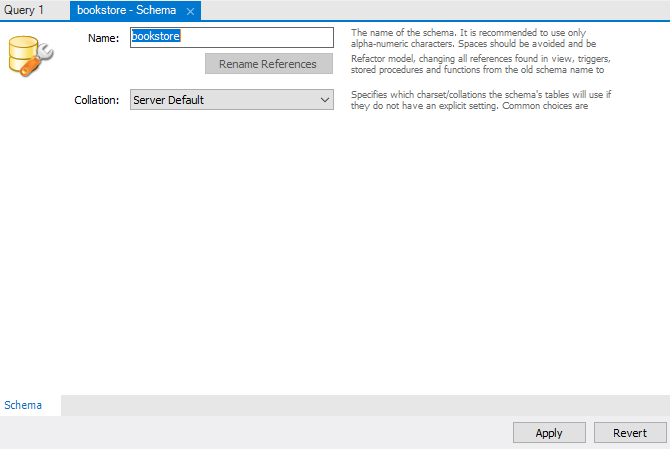 Query 1
bookstore - Schema
Name:
bookstore
The name of the schema. It is recommended to use only
alpha-numeric characters. Spaces should be avoided and be
Rename References
Refactor model, changing all references found in view, triggers,
stored procedures and functions from the old schema name to
Collation:
Server Default
Specifies which charset/collations the schema's tables will use if
they do not have an explicit setting. Common choices are
Schema
Apply
Revert